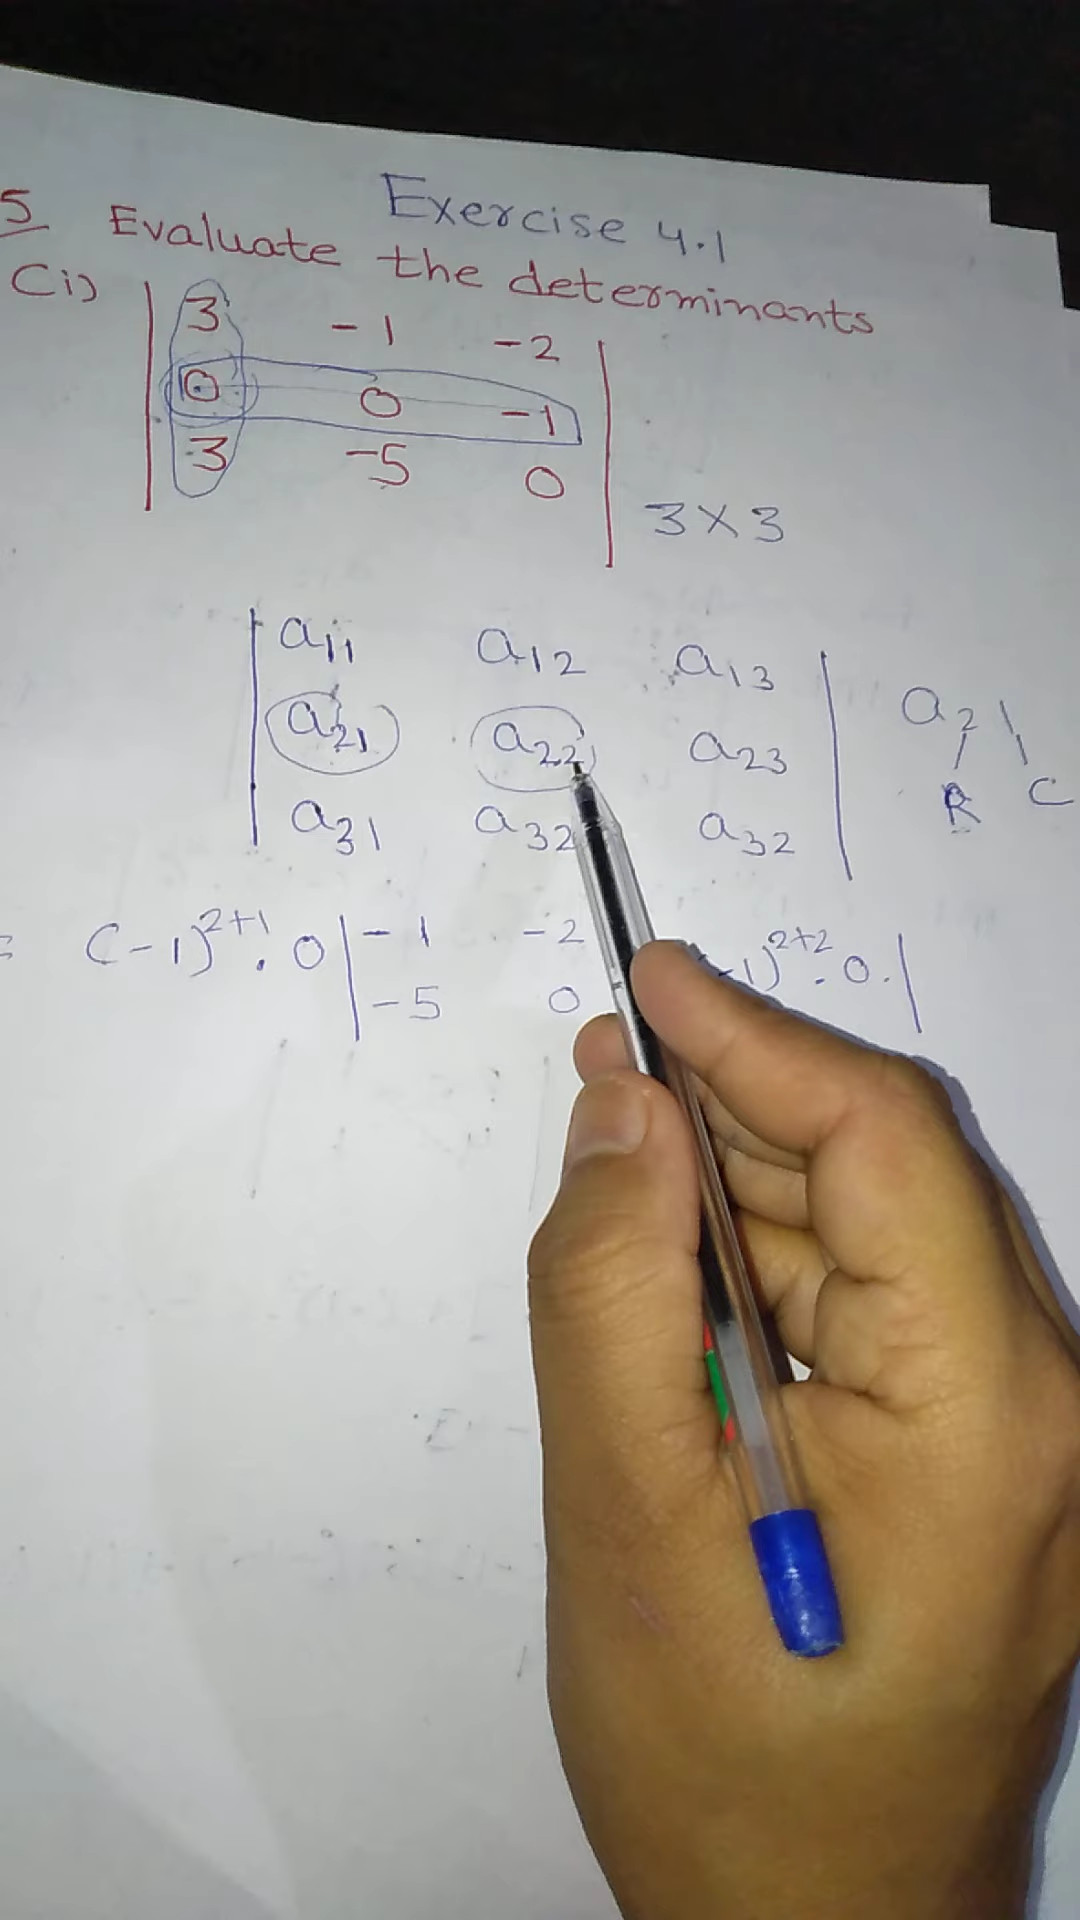 Exercise 4.1
5 Evaluate the determinants
(i)
| 3 -1 -2 |
| 0 0 -1 |
| 3 -5 0 |
3×3
| a11 a12 a13 |
| a21 a22 a23 | a21
| a31 a32 a32 | R C
(-1)^2+1 . 0 | -1 -2
-1)^2+2 . 0 . |
| -5 0